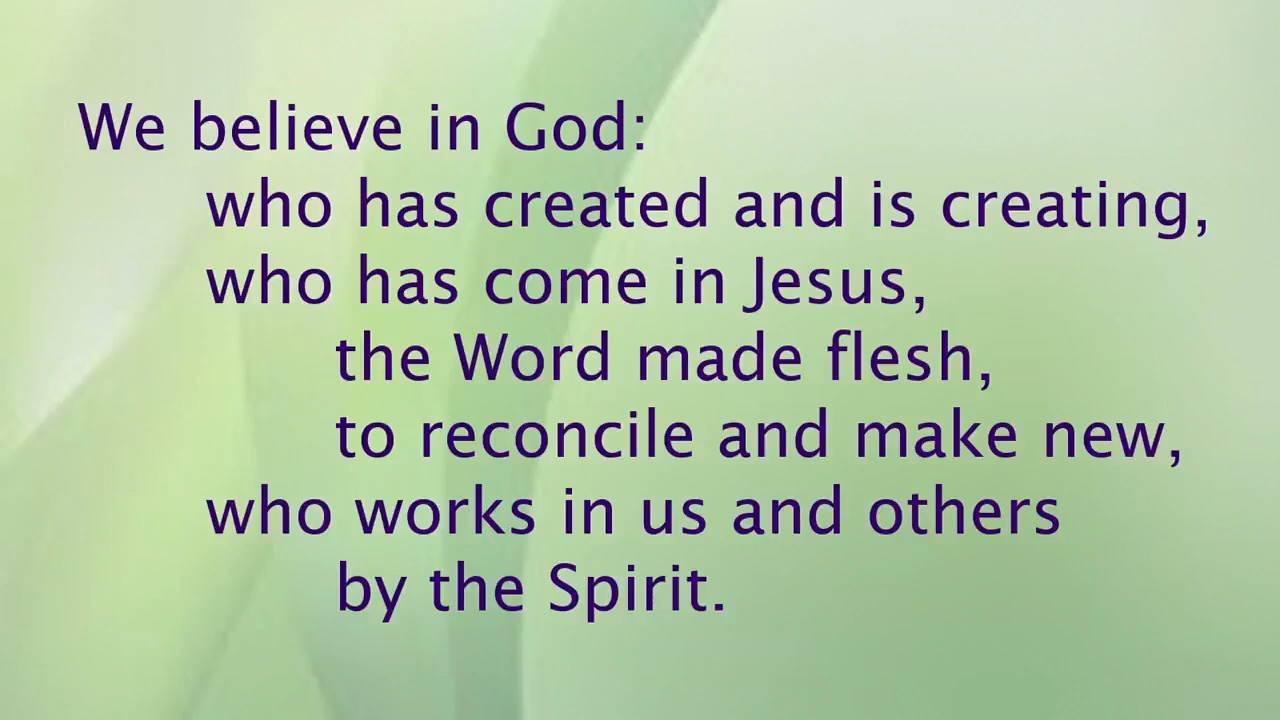 We believe in God:
who has created and is creating,
who has come in Jesus,
the Word made flesh,
to reconcile and make new,
who works in us and others
by the Spirit.